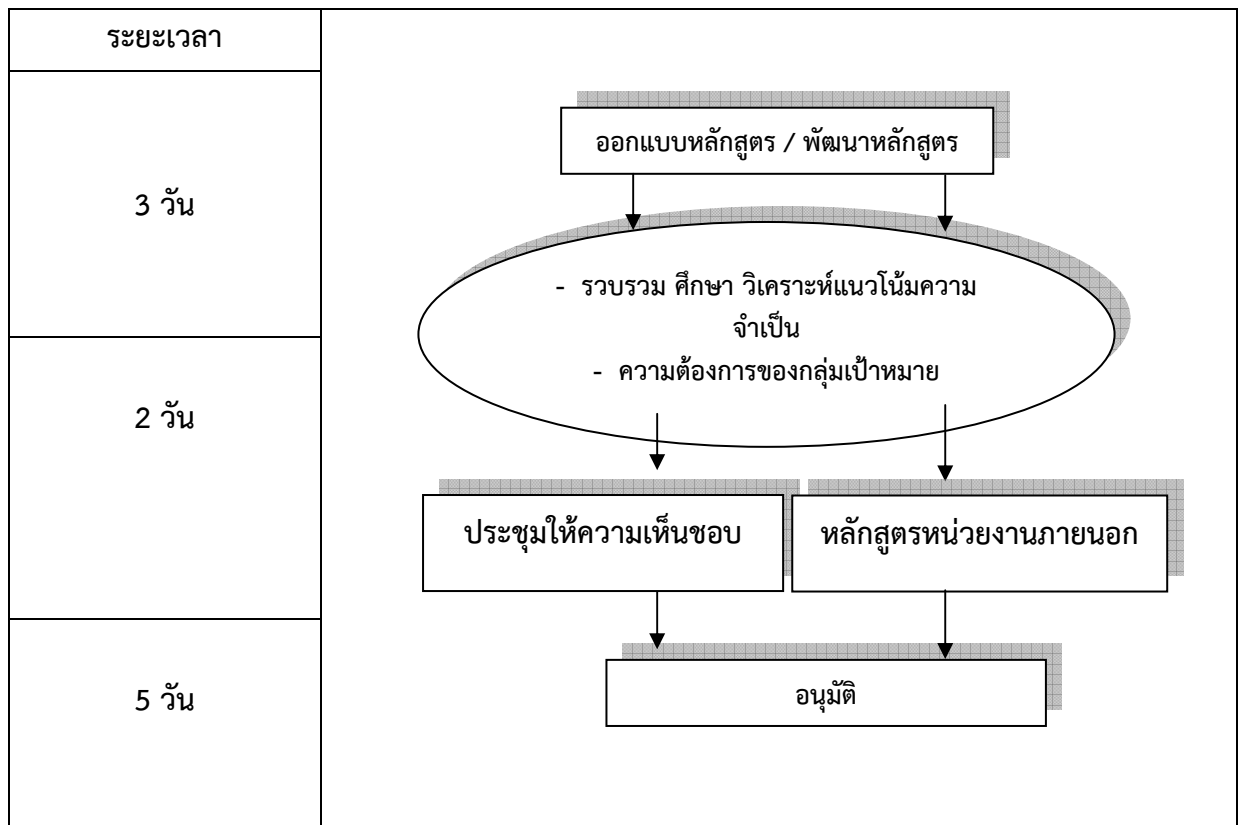 ระยะเวลา
ออกแบบหลักสูตร / พัฒนาหลักสูตร
3 วัน
- รวบรวม ศึกษา วิเคราะห์แนวโน้มความ
จำเป็น
- ความต้องการของกลุ่มเป้าหมาย
2 วัน
ประชุมให้ความเห็นชอบ
หลักสูตรหน่วยงานภายนอก
5 วัน
อนุมัติ